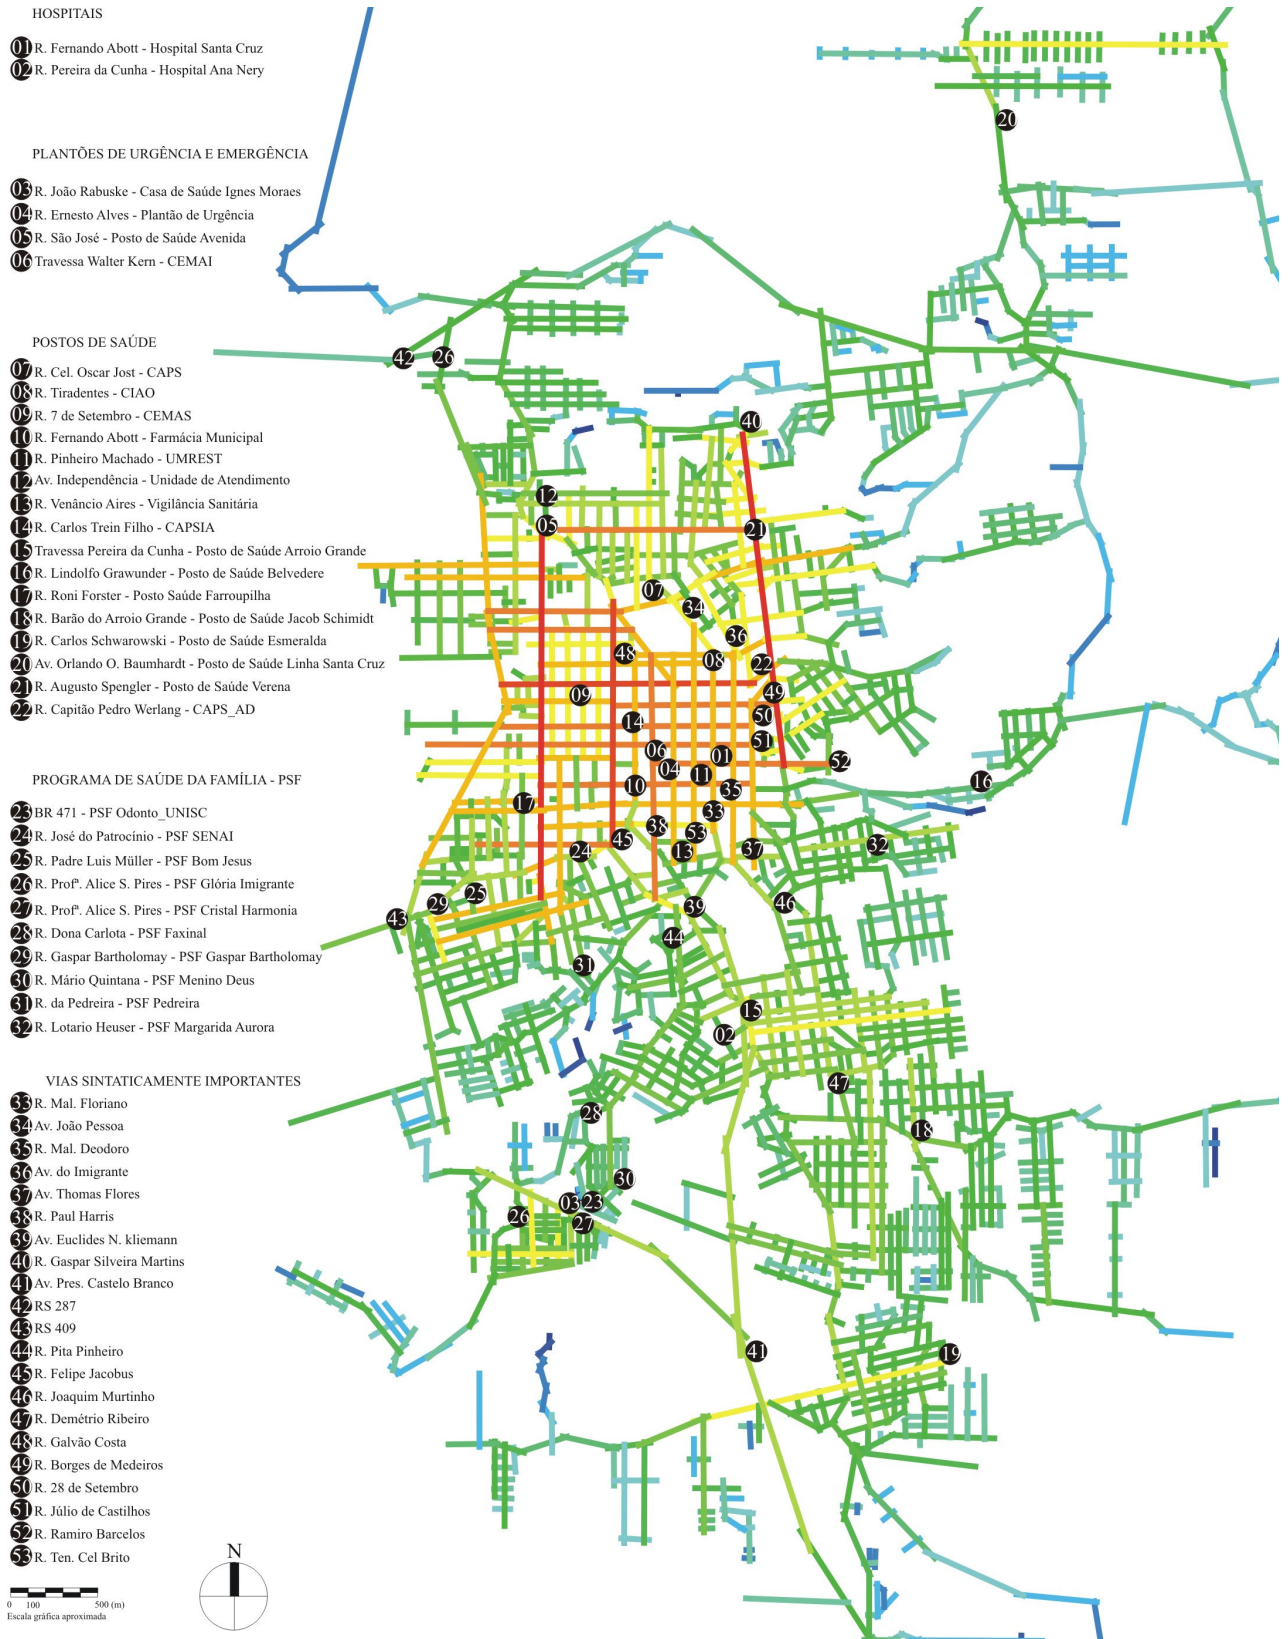 HOSPITAIS
01 R. Fernando Abott - Hospital Santa Cruz
02 R. Pereira da Cunha - Hospital Ana Nery
PLANTÕES DE URGÊNCIA E EMERGÊNCIA
03 R. João Rabuske - Casa de Saúde Ignes Moraes
04 R. Ernesto Alves - Plantão de Urgência
05 R. São José - Posto de Saúde Avenida
06 Travessa Walter Kern - CEMAI
POSTOS DE SAÚDE
07 R. Cel. Oscar Jost - CAPS
08 R. Tiradentes - CIAO
09 R. 7 de Setembro - CEMAS
10 R. Fernando Abott - Farmácia Municipal
11 R. Pinheiro Machado - UMREST
12 Av. Independência - Unidade de Atendimento
13 R. Venâncio Aires - Vigilância Sanitária
14 R. Carlos Trein Filho - CAPSIA
15 Travessa Pereira da Cunha - Posto de Saúde Arroio Grande
16 R. Lindolfo Grawunder - Posto de Saúde Belvedere
17 R. Roni Forster - Posto Saúde Farroupilha
18 R. Barão do Arroio Grande - Posto de Saúde Jacob Schimidt
19 R. Carlos Schwarowski - Posto de Saúde Esmeralda
20 Av. Orlando O. Baumhardt - Posto de Saúde Linha Santa Cruz
21 R. Augusto Spengler - Posto de Saúde Verena
22 R. Capitão Pedro Werlang - CAPS_AD
PROGRAMA DE SAÚDE DA FAMÍLIA - PSF
23 BR 471 - PSF Odonto_UNISC
24 R. José do Patrocínio - PSF SENAI
25 R. Padre Luis Müller - PSF Bom Jesus
26 R. Profª. Alice S. Pires - PSF Glória Imigrante
27 R. Profª. Alice S. Pires - PSF Cristal Harmonia
28 R. Dona Carlota - PSF Faxinal
29 R. Gaspar Bartholomay - PSF Gaspar Bartholomay
30 R. Mário Quintana - PSF Menino Deus
31 R. da Pedreira - PSF Pedreira
32 R. Lotario Heuser - PSF Margarida Aurora
VIAS SINTATICAMENTE IMPORTANTES
33 R. Mal. Floriano
34 Av. João Pessoa
35 R. Mal. Deodoro
36 Av. do Imigrante
37 Av. Thomas Flores
38 R. Paul Harris
39 Av. Euclides N. kliemann
40 R. Gaspar Silveira Martins
41 Av. Pres. Castelo Branco
42 RS 287
43 RS 409
44 R. Pita Pinheiro
45 R. Felipe Jacobus
46 R. Joaquim Murtinho
47 R. Demétrio Ribeiro
48 R. Galvão Costa
49 R. Borges de Medeiros
50 R. 28 de Setembro
51 R. Júlio de Castilhos
52 R. Ramiro Barcelos
53 R. Ten. Cel Brito
0 100 500 (m)
Escala gráfica aproximada
N
20
42 26
40
12
05 21
07
34
36
48 08 22
09 49
14 50
51
06 01
04 11 52
10 35 16
17 33
38 53
45 24 13 37 32
25
29 39 46
43
44
31
15
02
47
28 18
30
03 23
26 27
41 19